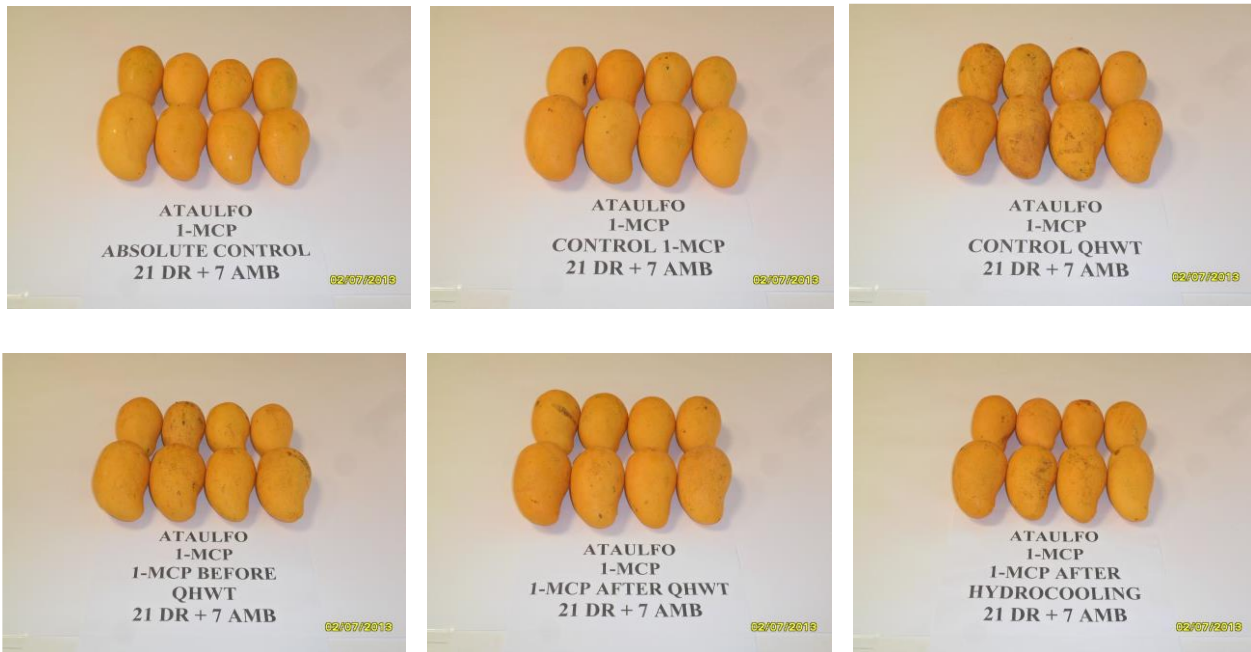 ATAULFO
1-MCP
ABSOLUTE CONTROL
21 DR + 7 AMB
02/07/2013
ATAULFO
1-MCP
CONTROL 1-MCP
21 DR + 7 AMB
02/07/2013
ATAULFO
1-MCP
CONTROL QHWT
21 DR + 7 AMB
02/07/2013
ATAULFO
1-MCP
1-MCP BEFORE
QHWT
21 DR + 7 AMB
02/07/2013
ATAULFO
1-MCP
1-MCP AFTER QHWT
21 DR + 7 AMB
02/07/2013
ATAULFO
1-MCP
1-MCP AFTER
HYDROCOOLING
21 DR + 7 AMB
02/07/2013